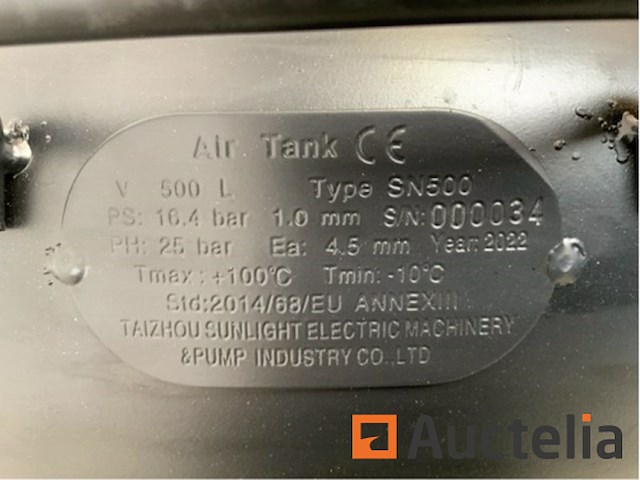 Air Tank CE
V 500 L Type SN500
PS: 16.4 bar 1.0 mm S/N: 000034
PH: 25 bar Ea: 4.5 mm Year: 2022
Tmax: +100℃ Tmin: -10℃
Std:2014/68/EU ANNEXIII
TAIZHOU SUNLIGHT ELECTRIC MACHINERY
&PUMP INDUSTRY CO.,LTD
Auctelia